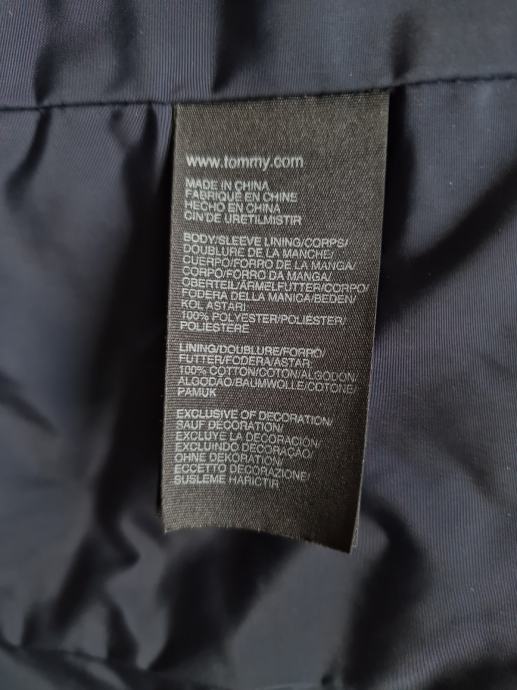 www.tommy.com
MADE IN CHINA
FABRIQUÉ EN CHINE
HECHO EN CHINA
CIN'DE URETILMISTIR
BODY/SLEEVE LINING/CORPS/
DOUBLURE DE LA MANCHE/
CUERPO/FORRO DE LA MANGA/
CORPO/FORRO DA MANGA/
OBERTEIL/ÄRMELFUTTER/CORPO/
FODERA DELLA MANICA/BEDEN/
KOL ASTARI:
100% POLYESTER/POLIÉSTER/
POLIESTERE
LINING/DOUBLURE/FORRO/
FUTTER/FODERA/ASTAR:
100% COTTON/COTON/ALGODON/
ALGODÃO/BAUMWOLLE/COTONE/
PAMUK
EXCLUSIVE OF DECORATION/
SAUF DÉCORATION/
EXCLUYE LA DECORACIÓN/
EXCLUINDO DECORAÇÃO/
OHNE DEKORATION/
ECCETTO DECORAZIONE/
SUSLEME HARICTIR